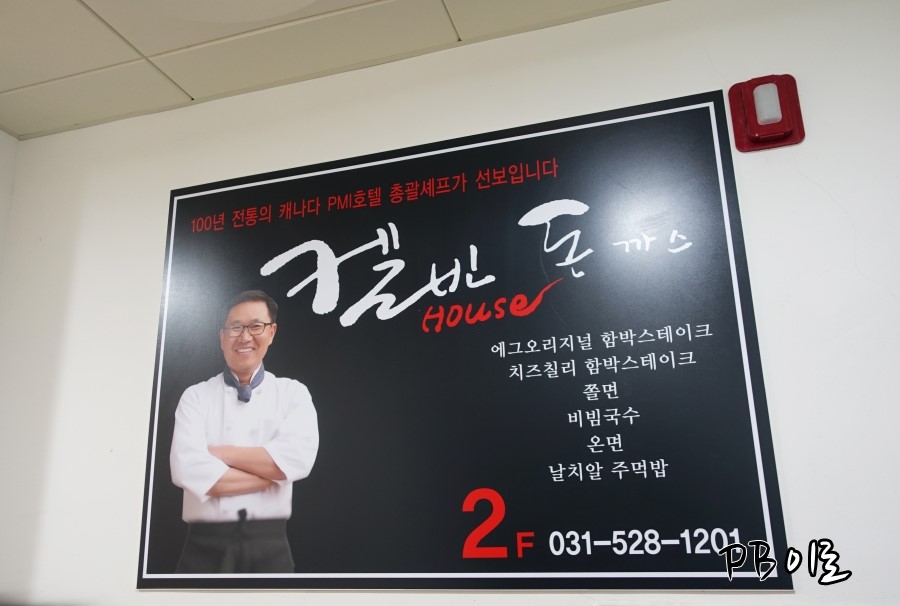 100년 전통의 캐나다 PMI호텔 총괄셰프가 선보입니다
켈빈 돈까스
House
에그오리지널 함박스테이크
치즈칠리 함박스테이크
쫄면
비빔국수
온면
날치알 주먹밥
2F 031-528-1201
PB이로